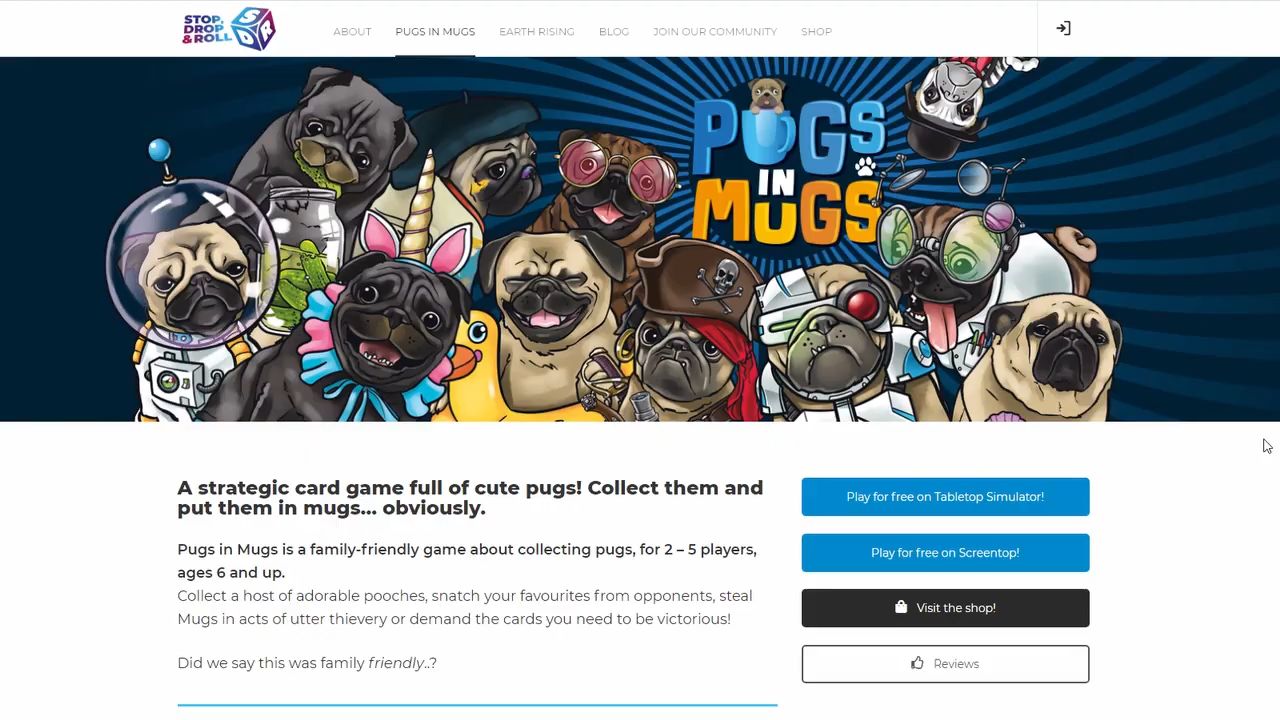 STOP,
DROP
&ROLL
S
D
R
ABOUT
PUGS IN MUGS
EARTH RISING
BLOG
JOIN OUR COMMUNITY
SHOP
PUGS
IN
MUGS
A strategic card game full of cute pugs! Collect them and
put them in mugs... obviously.
Pugs in Mugs is a family-friendly game about collecting pugs, for 2 – 5 players,
ages 6 and up.
Collect a host of adorable pooches, snatch your favourites from opponents, steal
Mugs in acts of utter thievery or demand the cards you need to be victorious!
Did we say this was family friendly..?
Play for free on Tabletop Simulator!
Play for free on Screentop!
Visit the shop!
Reviews